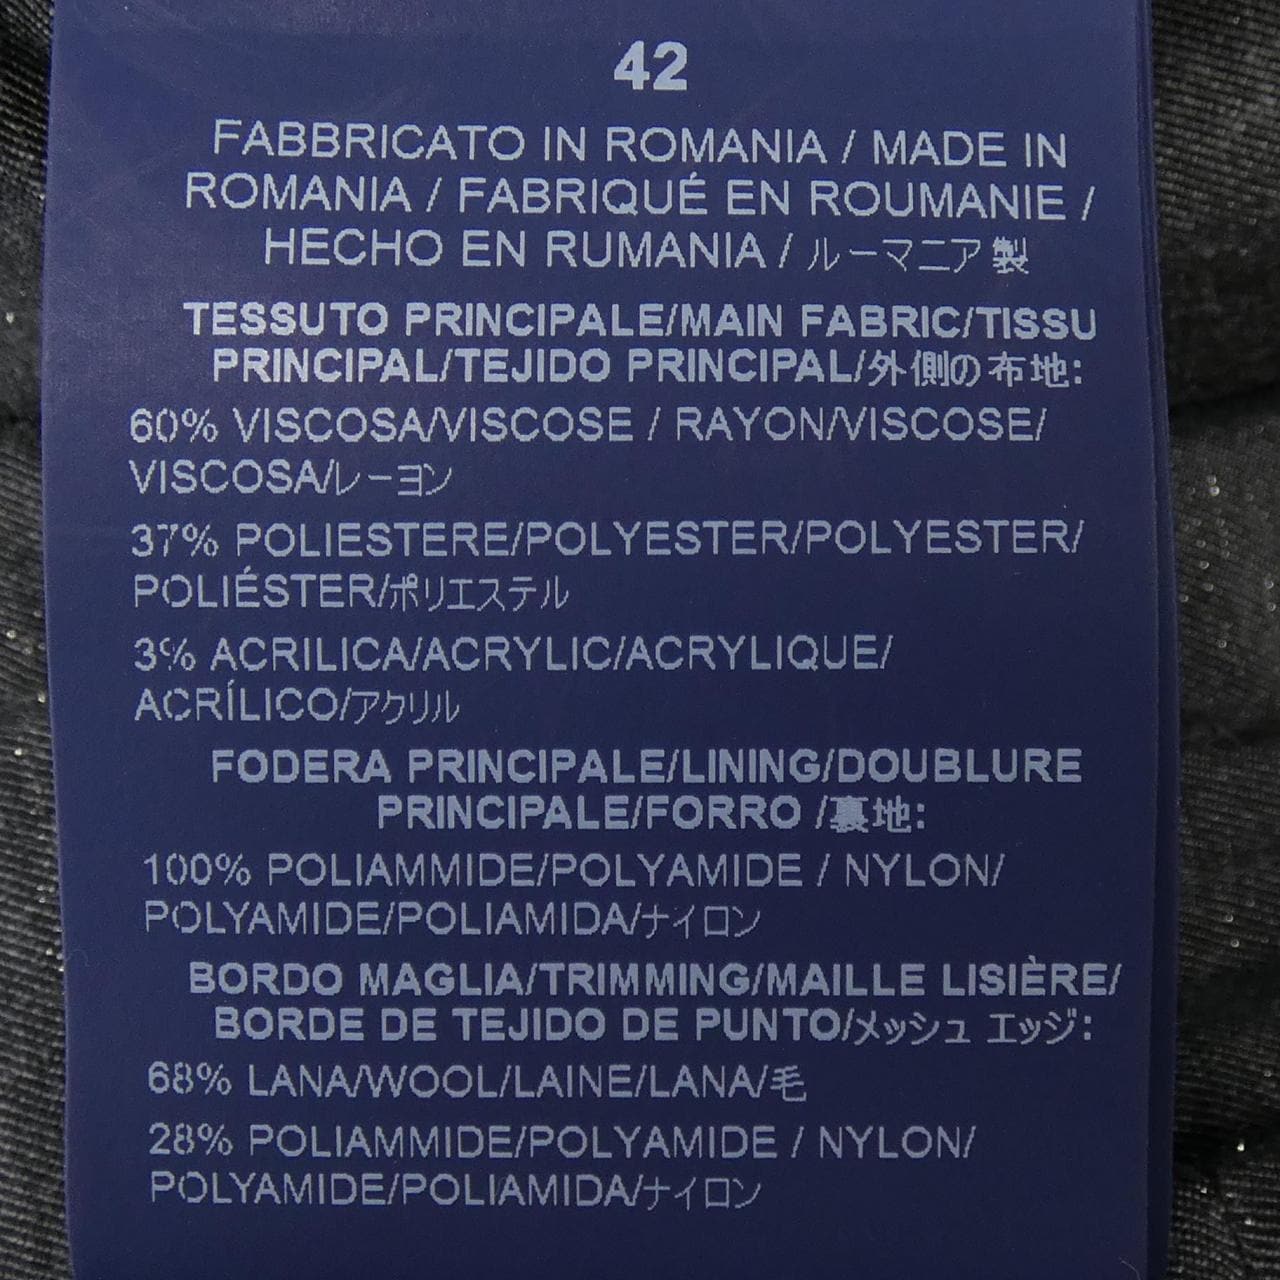 42
FABBRICATO IN ROMANIA / MADE IN
ROMANIA / FABRIQUÉ EN ROUMANIE /
HECHO EN RUMANIA / ルーマニア 製
TESSUTO PRINCIPALE/MAIN FABRIC/TISSU
PRINCIPAL/TEJIDO PRINCIPAL/外側の布地:
60% VISCOSA/VISCOSE / RAYON/VISCOSE/
VISCOSA/レーヨン
37% POLIESTERE/POLYESTER/POLYESTER/
POLIÉSTER/ポリエステル
3% ACRILICA/ACRYLIC/ACRYLIQUE/
ACRÍLICO/アクリル
FODERA PRINCIPALE/LINING/DOUBLURE
PRINCIPALE/FORRO /裏地:
100% POLIAMMIDE/POLYAMIDE / NYLON/
POLYAMIDE/POLIAMIDA/ナイロン
BORDO MAGLIA/TRIMMING/MAILLE LISIÈRE/
BORDE DE TEJIDO DE PUNTO/メッシュ エッジ:
68% LANA/WOOL/LAINE/LANA/毛
28% POLIAMMIDE/POLYAMIDE / NYLON/
POLYAMIDE/POLIAMIDA/ナイロン